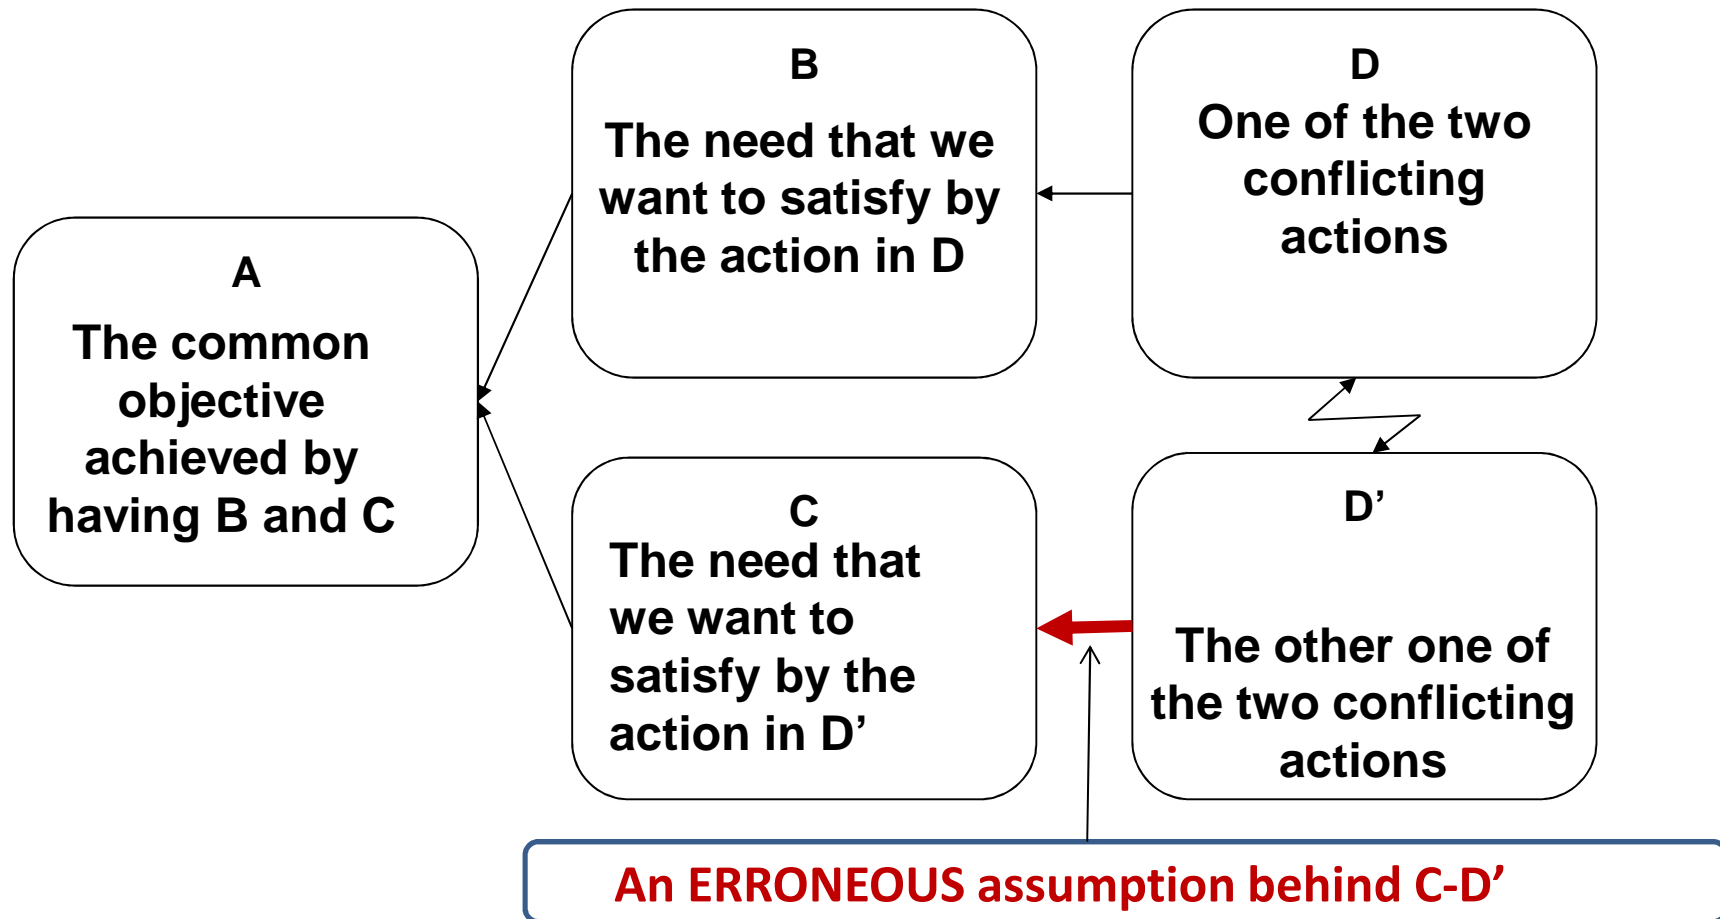 A
The common
objective
achieved by
having B and C
B
The need that we
want to satisfy by
the action in D
D
One of the two
conflicting
actions
C
The need that
we want to
satisfy by the
action in D’
D’
The other one of
the two conflicting
actions
An ERRONEOUS assumption behind C-D’